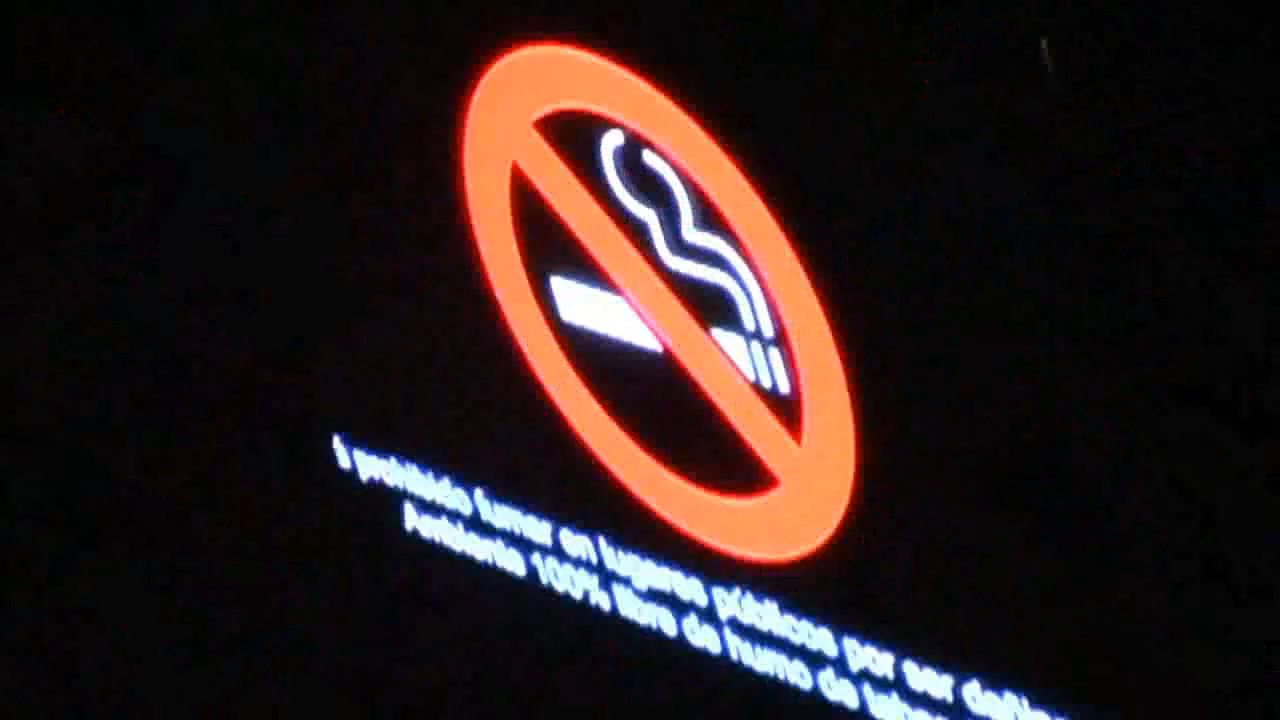 s prohibido fumar en lugares públicos por ser
Ambiente 100% libre de humo de